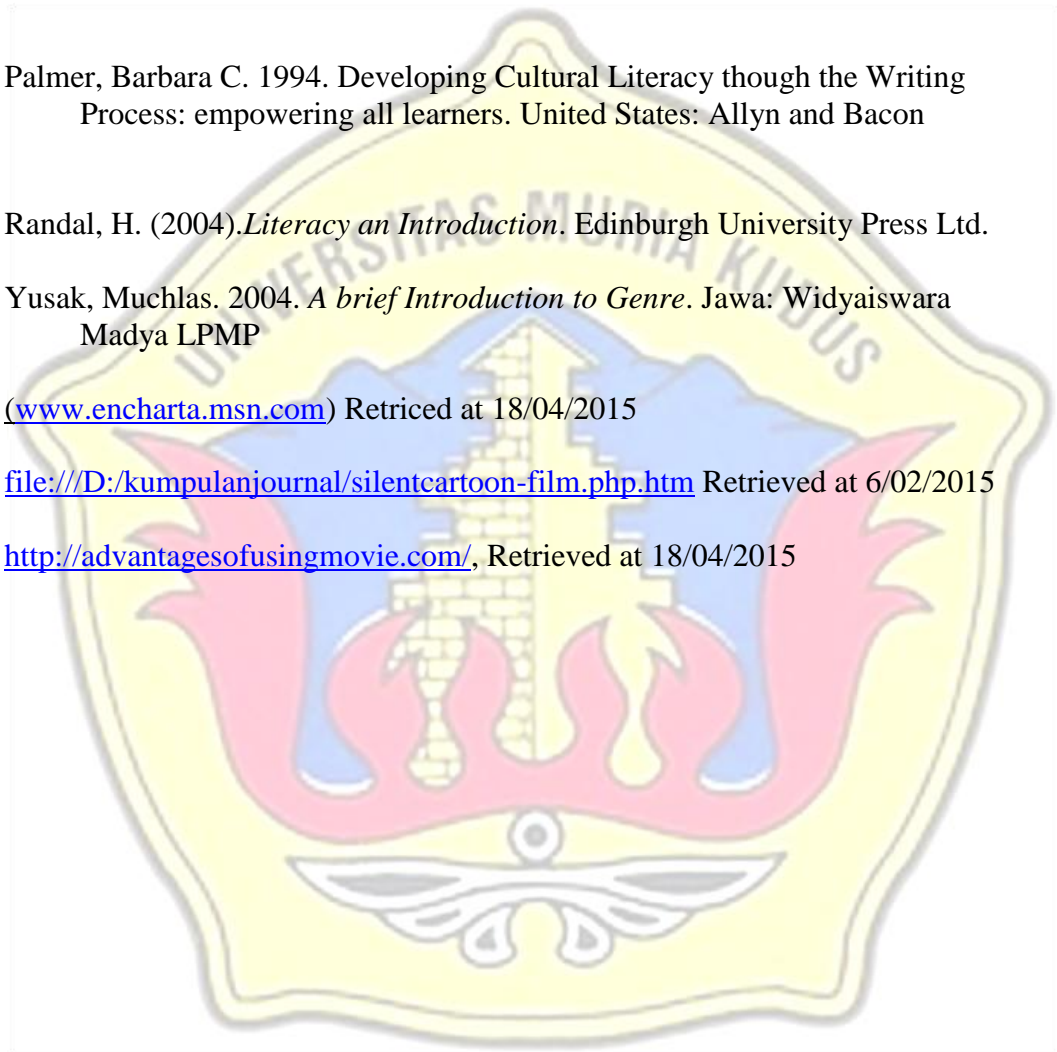 Palmer, Barbara C. 1994. Developing Cultural Literacy though the Writing
Process: empowering all learners. United States: Allyn and Bacon
UNIVERSITAS MURIA KUDUS
Randal, H. (2004).Literacy an Introduction. Edinburgh University Press Ltd.
Yusak, Muchlas. 2004. A brief Introduction to Genre. Jawa: Widyaiswara
Madya LPMP
(www.encharta.msn.com) Retriced at 18/04/2015
file:///D:/kumpulanjournal/silentcartoon-film.php.htm Retrieved at 6/02/2015
http://advantagesofusingmovie.com/, Retrieved at 18/04/2015